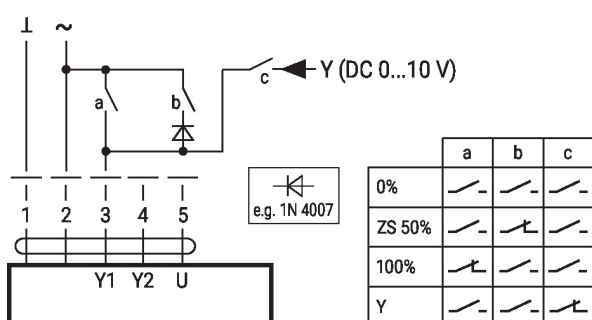 ⊥ ~
a b c Y (DC 0...10 V)
1 2 3 4 5
Y1 Y2 U
e.g. 1N 4007
a b c
0%
ZS 50%
100%
Y